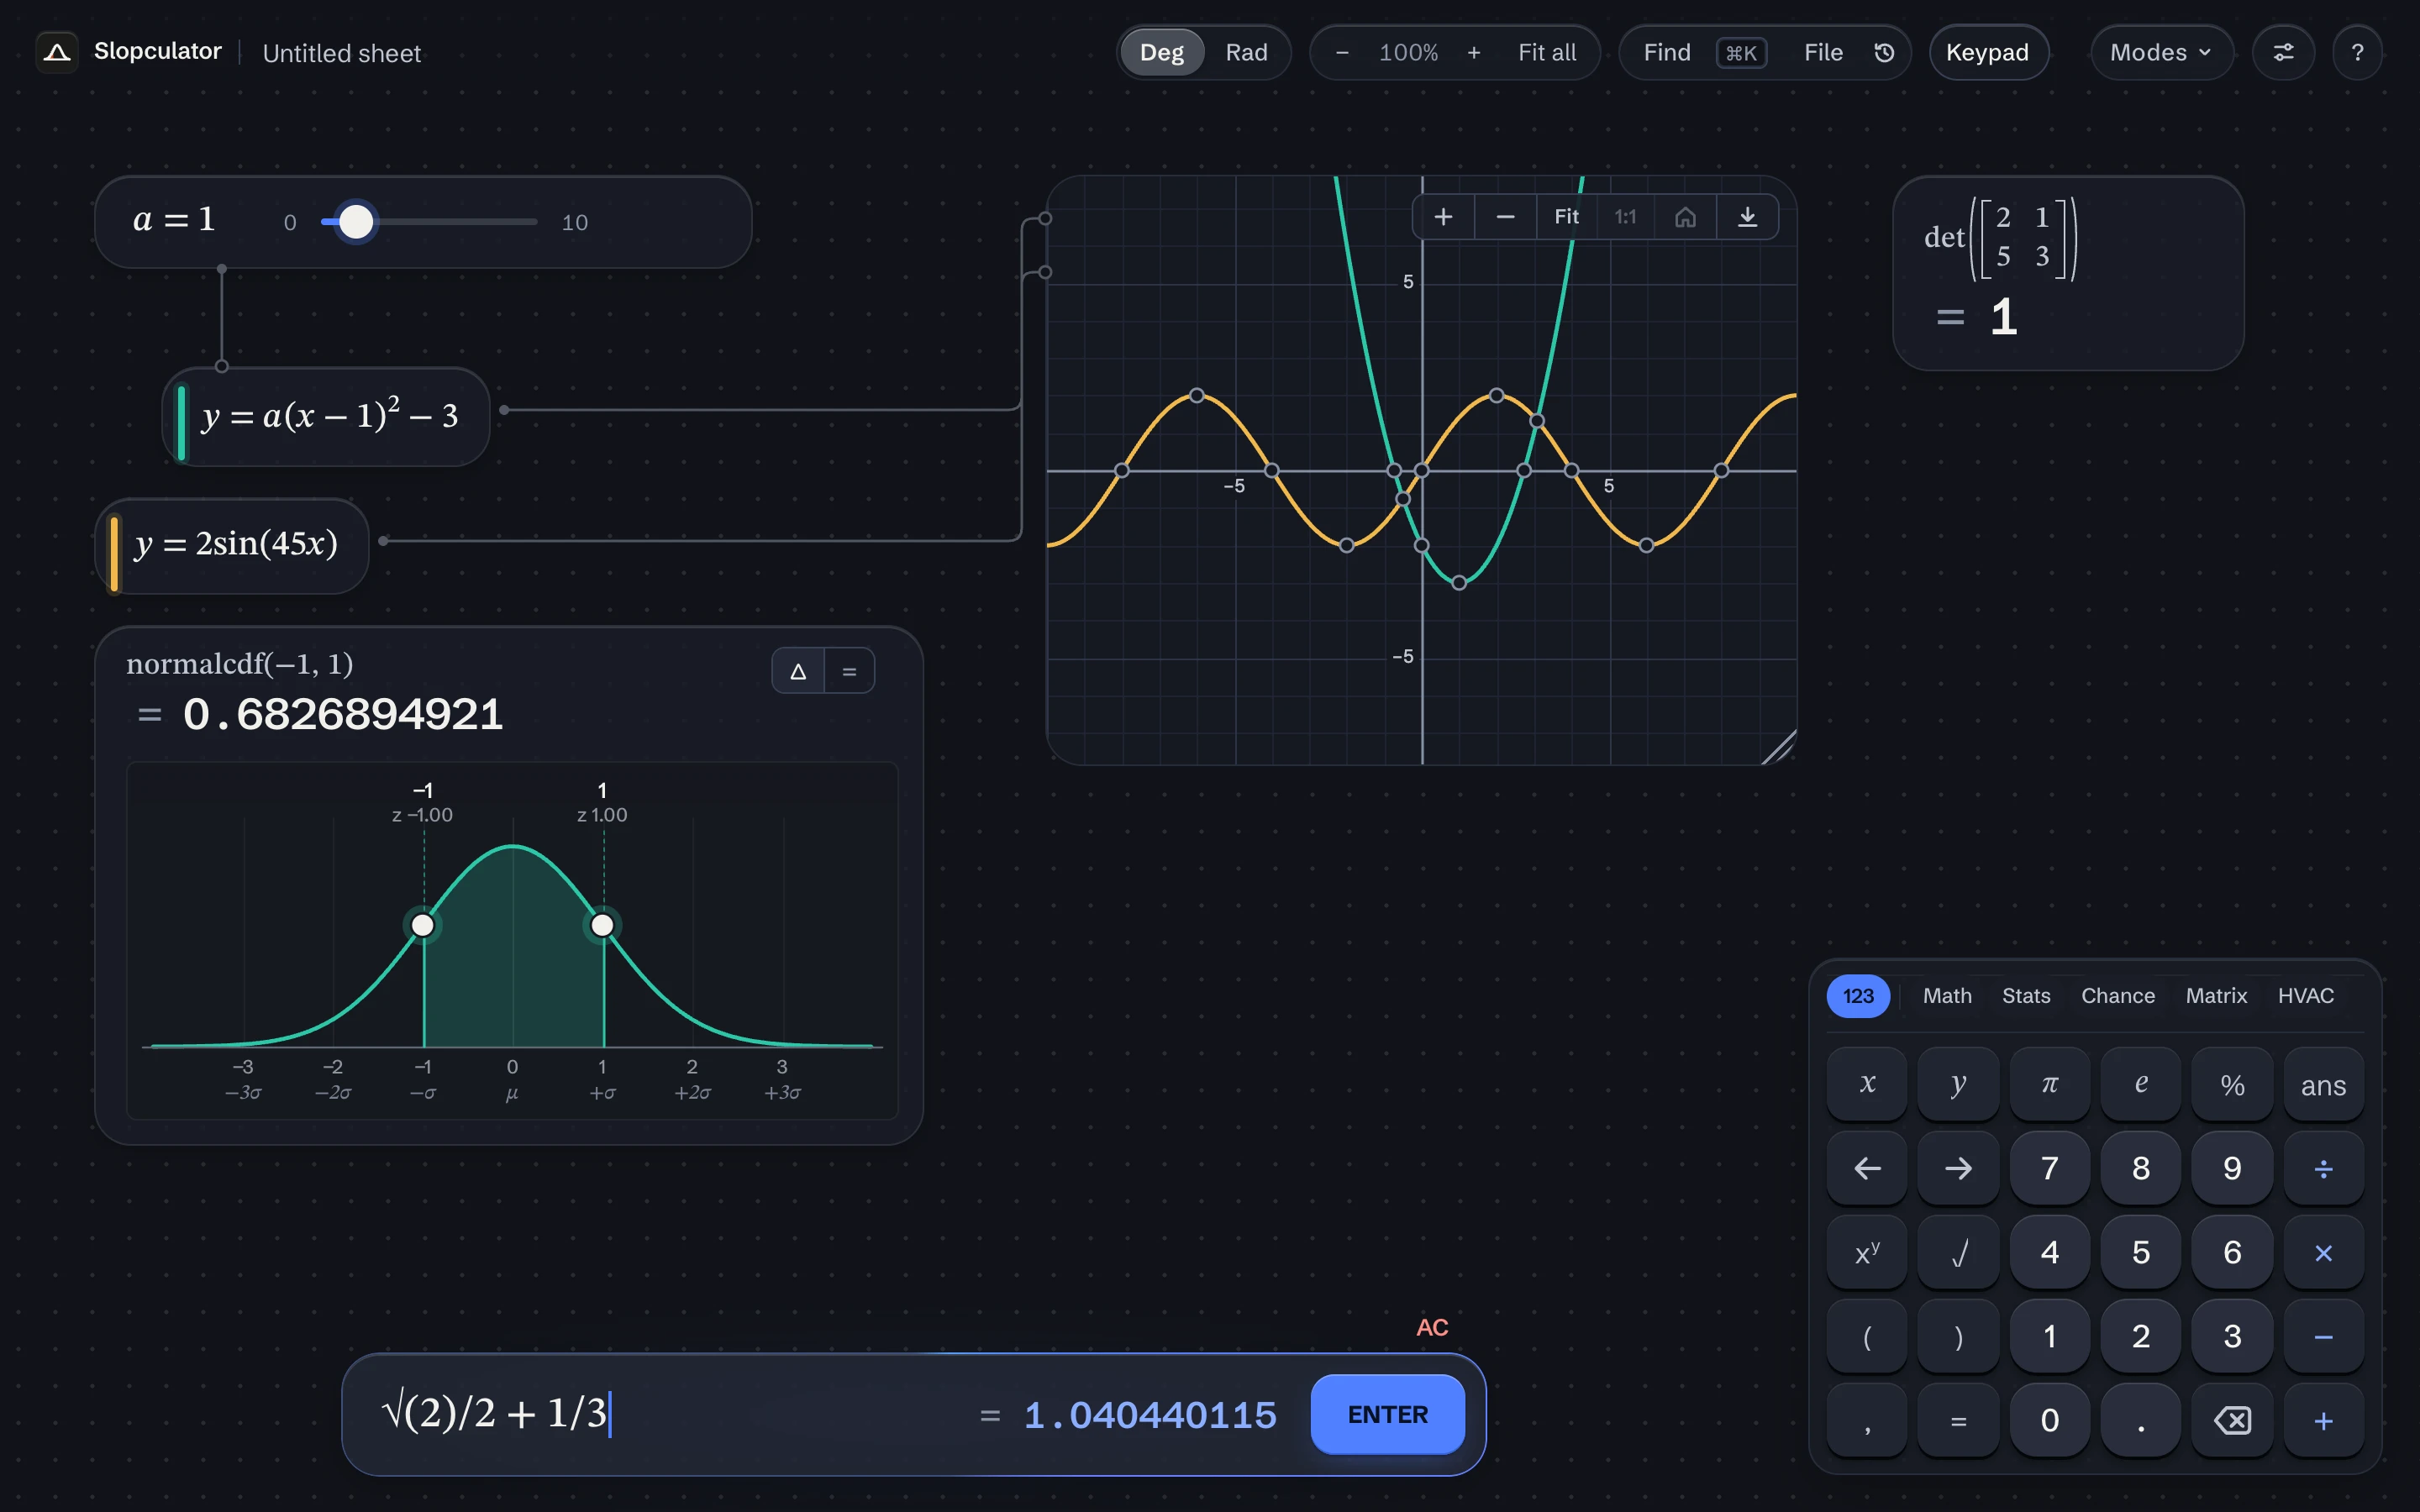 Slopculator
Untitled sheet
Deg Rad
− 100% + Fit all
Find ⌘K File
Keypad
Modes
?
a = 1
0 10
y = a(x − 1)² − 3
y = 2sin(45x)
normalcdf(−1, 1)
= 0.6826894921
Δ =
−1 1
z −1.00 z 1.00
−3 −2 −1 0 1 2 3
−3σ −2σ −σ μ +σ +2σ +3σ
+ − Fit 1:1
5
−5 5
−5
det([2 1
5 3])
= 1
AC
√(2)/2 + 1/3 = 1.040440115 ENTER
123 Math Stats Chance Matrix HVAC
x y π e % ans
← → 7 8 9 ÷
xʸ √ 4 5 6 ×
( ) 1 2 3 −
, = 0 . ⌫ +